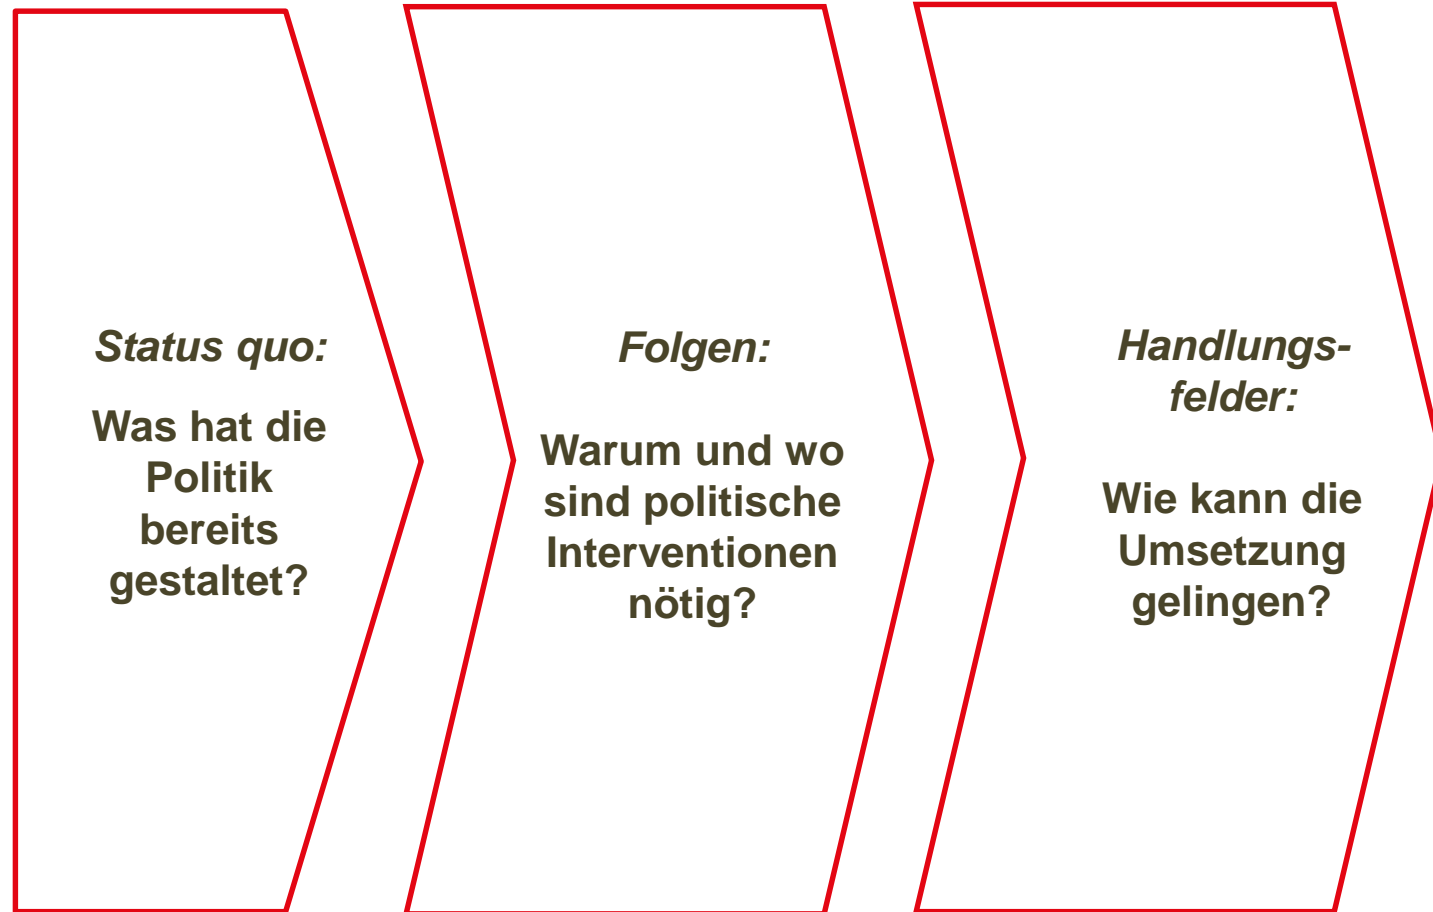 Status quo:
Was hat die
Politik
bereits
gestaltet?
Folgen:
Warum und wo
sind politische
Interventionen
nötig?
Handlungs-
felder:
Wie kann die
Umsetzung
gelingen?